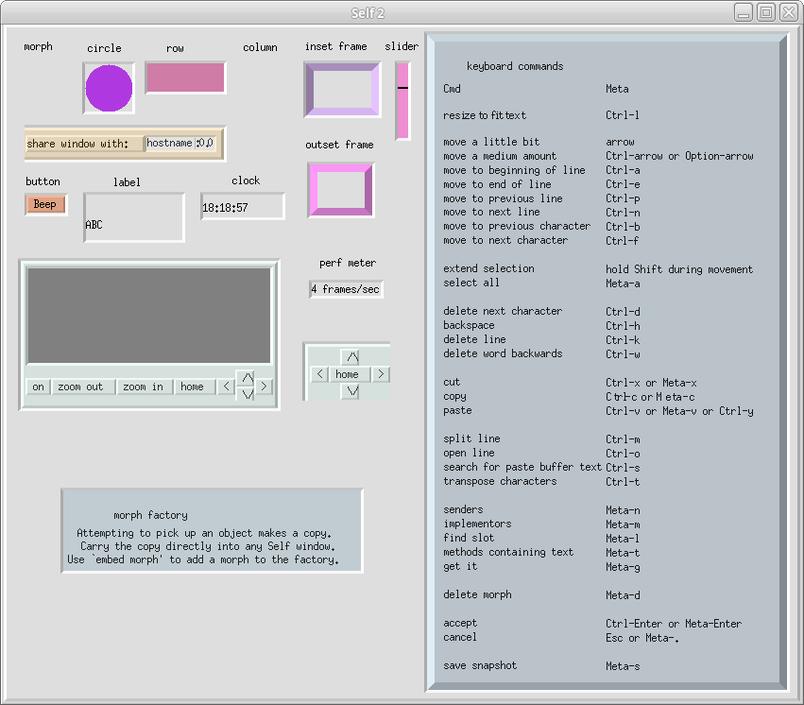 Self 2
morph
circle
row
column
inset frame
slider
share window with: hostname :0.0
outset frame
button
label
clock
Beep
ABC
18:18:57
perf meter
4 frames/sec
/\
< home >
\/
on zoom out zoom in home < /\ \/ >
morph factory
Attempting to pick up an object makes a copy.
Carry the copy directly into any Self window.
Use `embed morph' to add a morph to the factory.
keyboard commands
Cmd Meta
resize to fit text Ctrl-l
move a little bit arrow
move a medium amount Ctrl-arrow or Option-arrow
move to beginning of line Ctrl-a
move to end of line Ctrl-e
move to previous line Ctrl-p
move to next line Ctrl-n
move to previous character Ctrl-b
move to next character Ctrl-f
extend selection hold Shift during movement
select all Meta-a
delete next character Ctrl-d
backspace Ctrl-h
delete line Ctrl-k
delete word backwards Ctrl-w
cut Ctrl-x or Meta-x
copy Ctrl-c or Meta-c
paste Ctrl-v or Meta-v or Ctrl-y
split line Ctrl-m
open line Ctrl-o
search for paste buffer text Ctrl-s
transpose characters Ctrl-t
senders Meta-n
implementors Meta-m
find slot Meta-l
methods containing text Meta-t
get it Meta-g
delete morph Meta-d
accept Ctrl-Enter or Meta-Enter
cancel Esc or Meta-.
save snapshot Meta-s